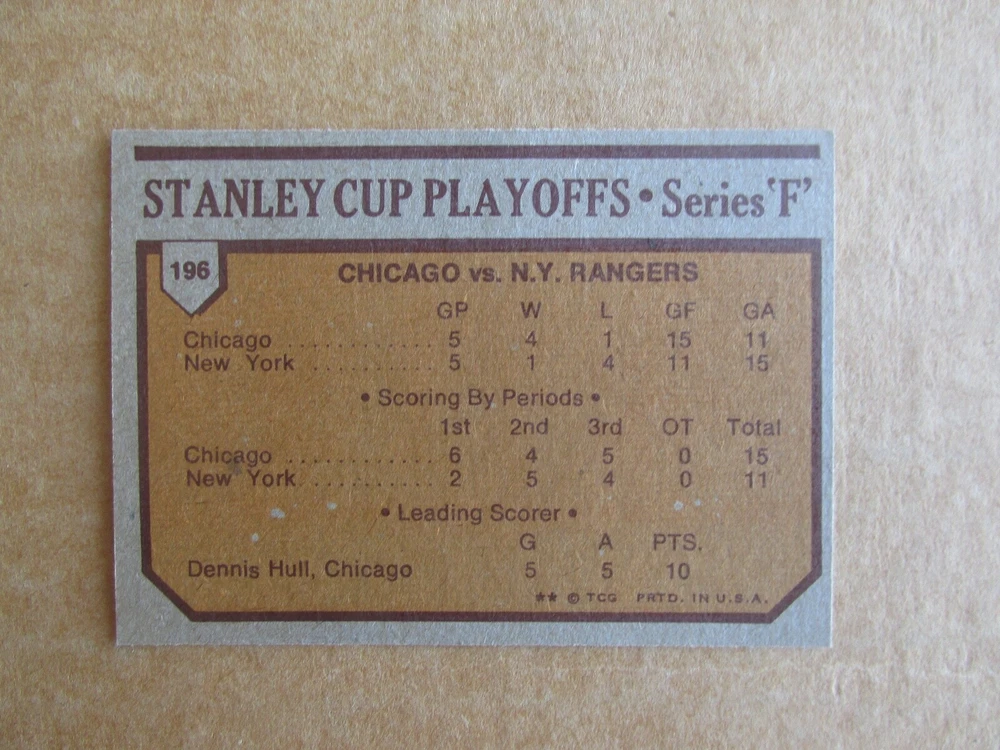 STANLEY CUP PLAYOFFS • Series 'F'
196
CHICAGO vs. N.Y. RANGERS
GP W L GF GA
Chicago ............ 5 4 1 15 11
New York .......... 5 1 4 11 15
• Scoring By Periods •
1st 2nd 3rd OT Total
Chicago ............ 6 4 5 0 15
New York ........... 2 5 4 0 11
• Leading Scorer •
G A PTS.
Dennis Hull, Chicago 5 5 10
** © TCG PRTD. IN U.S.A.